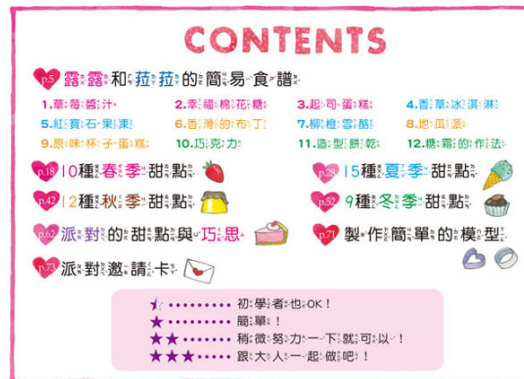 CONTENTS
p.5 露露和菈菈的簡易食譜
1.草莓醬汁 2.幸福棉花糖 3.起司蛋糕 4.香草冰淇淋
5.紅寶石果凍 6.香滑的布丁 7.柳橙雪酪 8.地瓜派
9.原味杯子蛋糕 10.巧克力 11.造型餅乾 12.糖霜的作法
p.18 10種春季甜點 p.28 15種夏季甜點
p.42 12種秋季甜點 p.52 9種冬季甜點
p.62 派對的甜點與巧思 p.71 製作簡單的模型
p.73 派對邀請卡
初學者也OK！
★ 簡單！
★★ 稍微努力一下就可以！
★★★ 跟大人一起做吧！